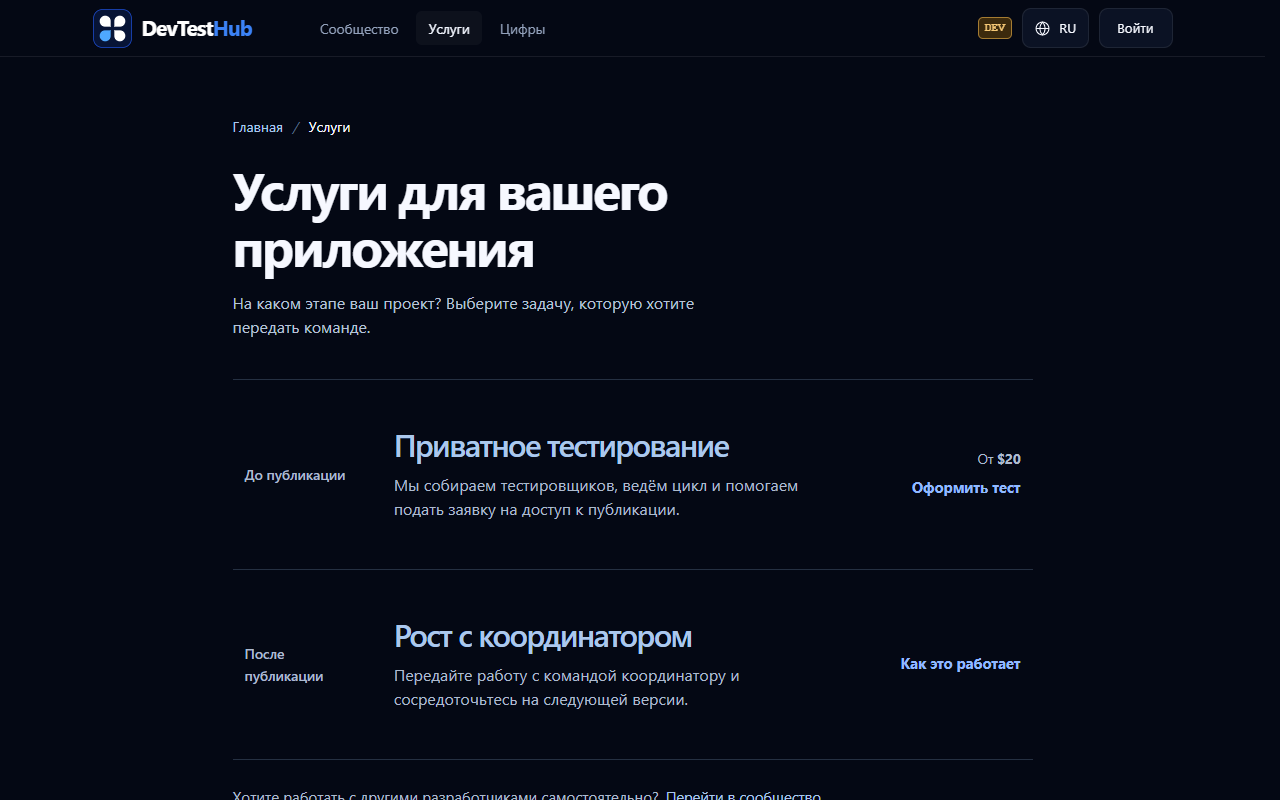 DevTestHub
Сообщество
Услуги
Цифры
DEV
RU
Войти
Главная / Услуги
Услуги для вашего
приложения
На каком этапе ваш проект? Выберите задачу, которую хотите
передать команде.
До публикации
Приватное тестирование
Мы собираем тестировщиков, ведём цикл и помогаем
подать заявку на доступ к публикации.
От $20
Оформить тест
После
публикации
Рост с координатором
Передайте работу с командой координатору и
сосредоточьтесь на следующей версии.
Как это работает
Хотите работать с другими разработчиками самостоятельно? Перейти в сообщество